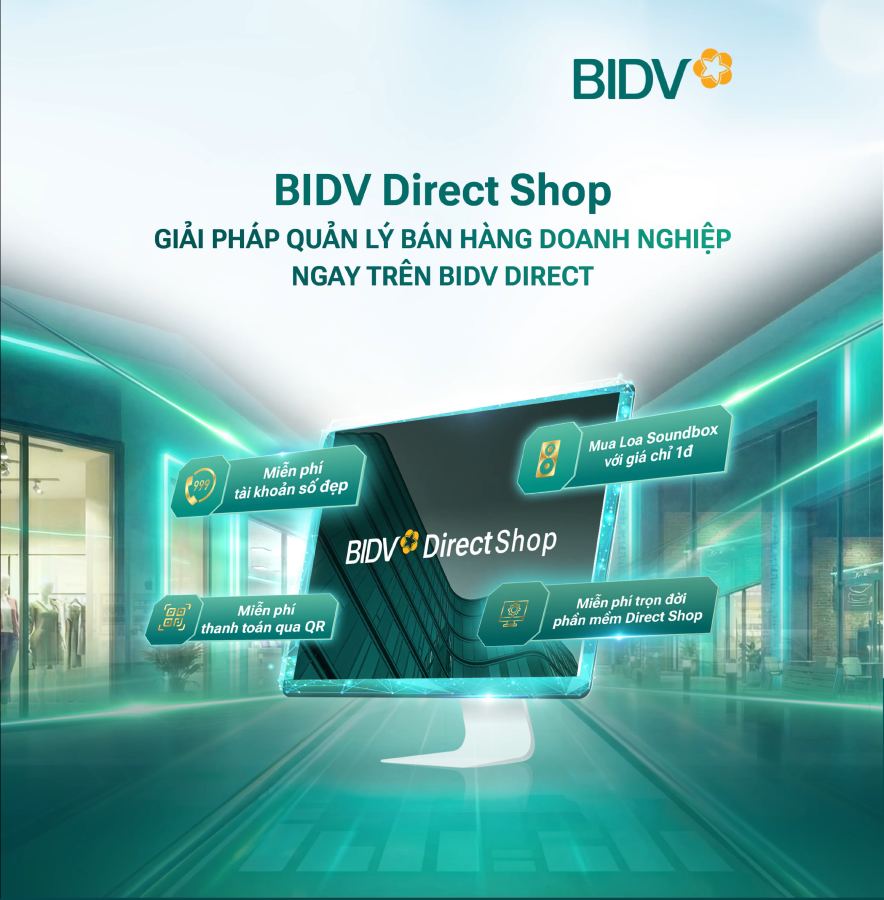 BIDV
BIDV Direct Shop
GIẢI PHÁP QUẢN LÝ BÁN HÀNG DOANH NGHIỆP
NGAY TRÊN BIDV DIRECT
Mua Loa Soundbox
với giá chỉ 1đ
999
Miễn phí
tài khoản số đẹp
BIDV Direct Shop
Miễn phí
thanh toán qua QR
Miễn phí trọn đời
phần mềm Direct Shop